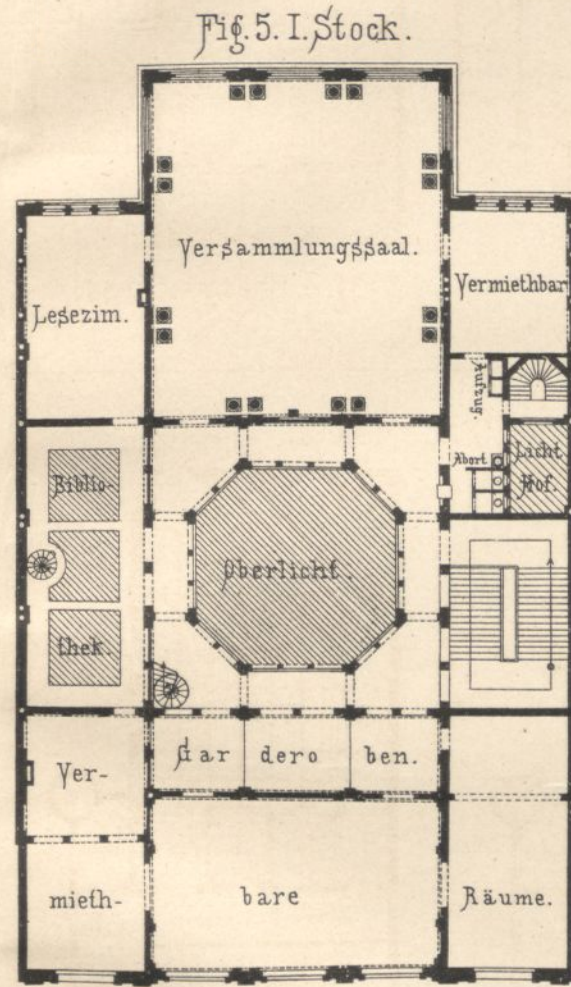 Fig. 5. I. Stock.
Versammlungssaal.
Lesezim.
Vermiethbar
Aufzug.
Abort
Licht
Hof.
Biblio-
thek.
Oberlicht.
Gar dero ben.
Ver-
mieth- bare Räume.